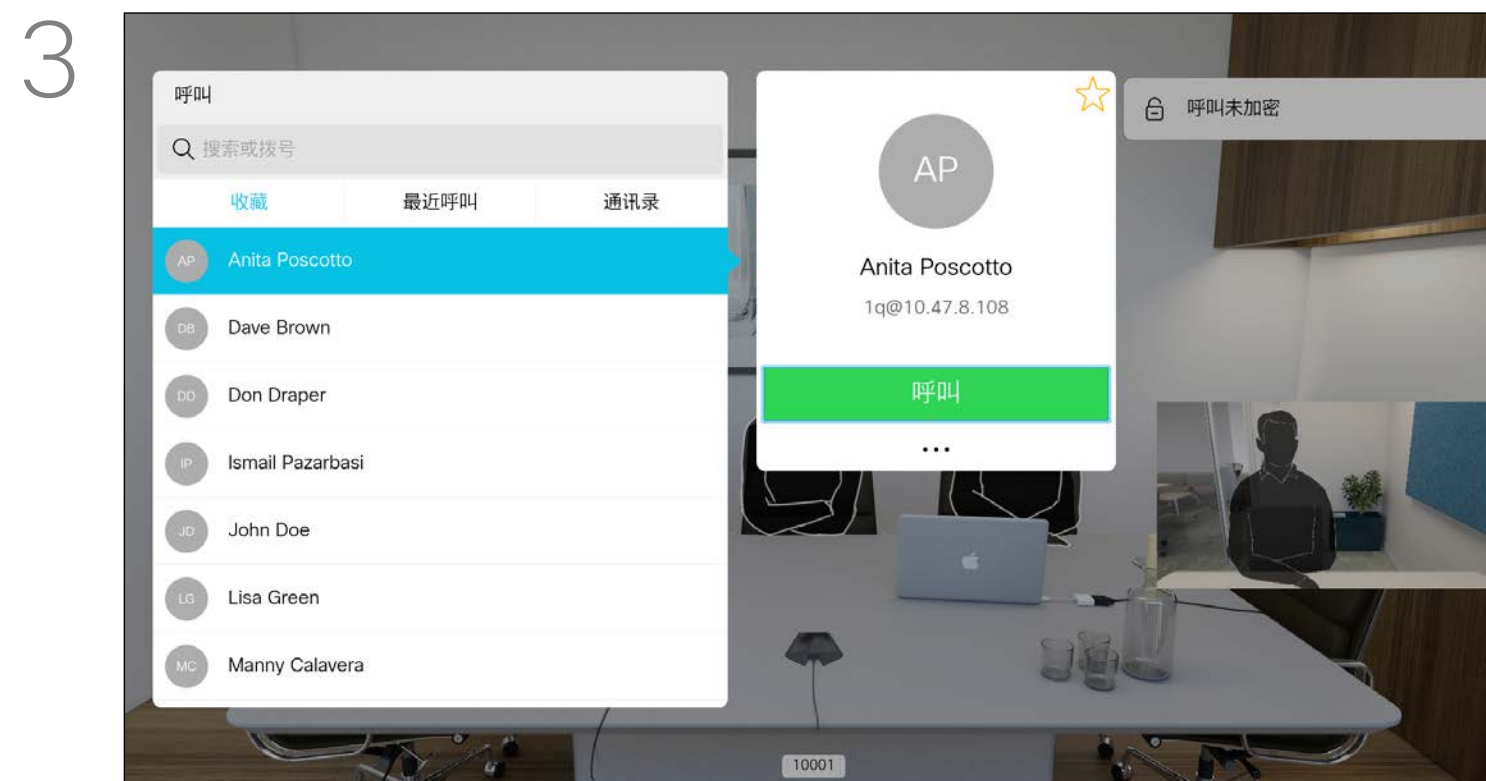 3
呼叫
搜索或拨号
收藏 最近呼叫 通讯录
AP Anita Poscotto
DB Dave Brown
DD Don Draper
IP Ismail Pazarbasi
JD John Doe
LG Lisa Green
MC Manny Calavera
AP
Anita Poscotto
1q@10.47.8.108
呼叫
...
呼叫未加密
10001